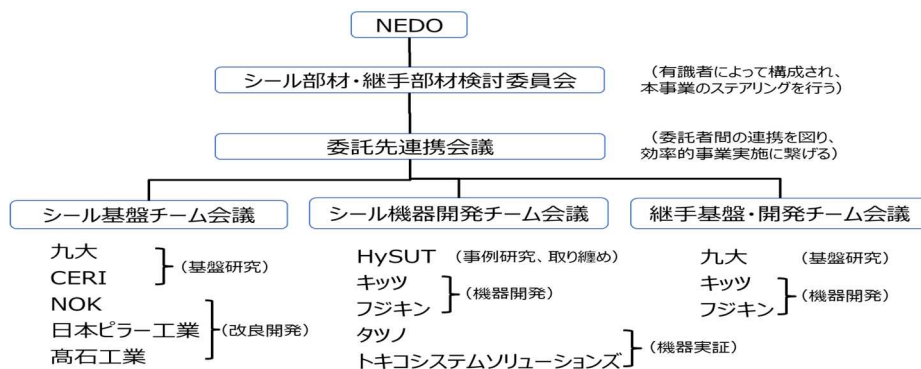 NEDO
シール部材・継手部材検討委員会
（有識者によって構成され、
本事業のステアリングを行う）
委託先連携会議
（委託者間の連携を図り、
効率的事業実施に繋げる）
シール基盤チーム会議
九大
CERI
（基盤研究）
NOK
日本ピラー工業
髙石工業
（改良開発）
シール機器開発チーム会議
HySUT （事例研究、取り纏め）
キッツ
フジキン
（機器開発）
タツノ
トキコシステムソリューションズ
（機器実証）
継手基盤・開発チーム会議
九大 （基盤研究）
キッツ
フジキン
（機器開発）